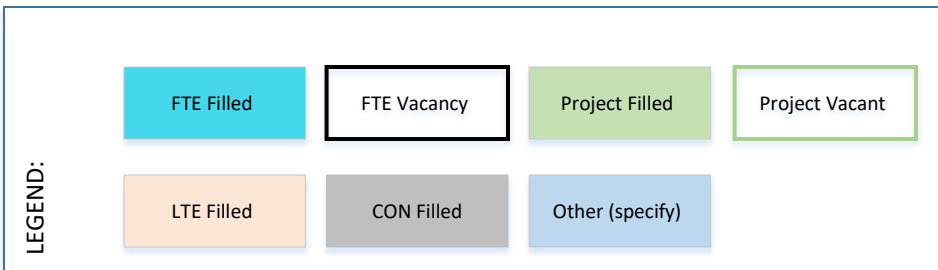 LEGEND:
FTE Filled
FTE Vacancy
Project Filled
Project Vacant
LTE Filled
CON Filled
Other (specify)